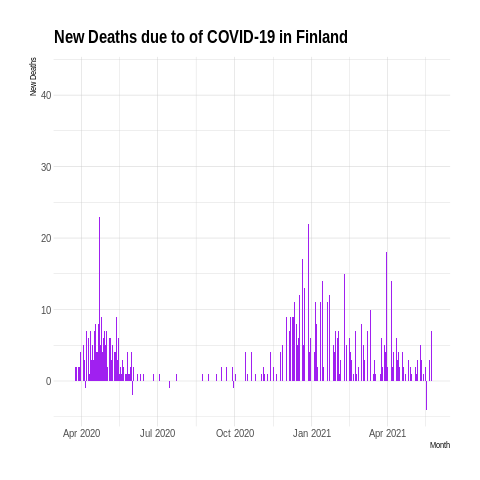 New Deaths due to of COVID-19 in Finland
New Deaths
40
30
20
10
0
Apr 2020 Jul 2020 Oct 2020 Jan 2021 Apr 2021
Month